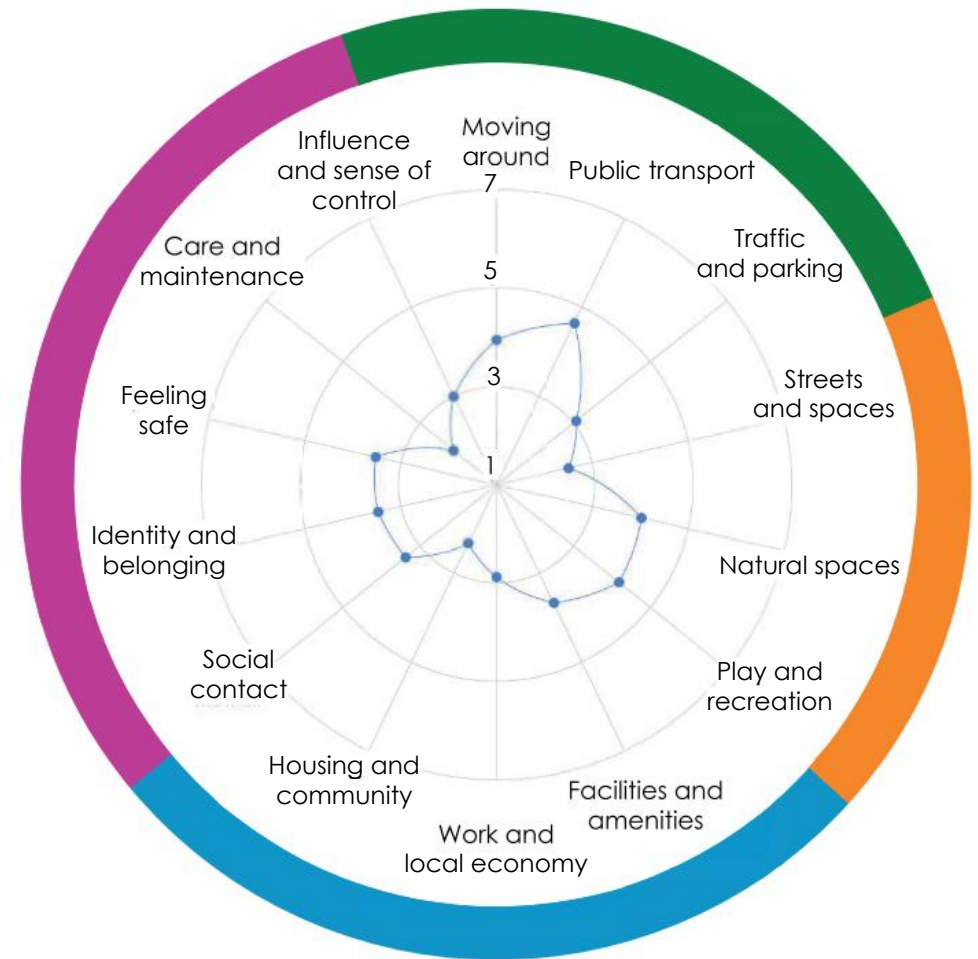 Moving
around
Public transport
Traffic
and parking
Streets
and spaces
Natural spaces
Play and
recreation
Facilities and
amenities
Work and
local economy
Housing and
community
Social
contact
Identity and
belonging
Feeling
safe
Care and
maintenance
Influence
and sense of
control
7
5
3
1